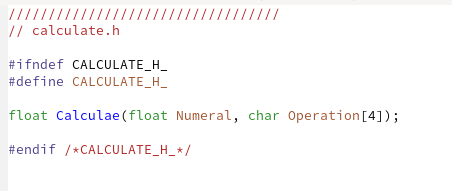 //////////////////////////////////
// calculate.h
#ifndef CALCULATE_H_
#define CALCULATE_H_
float Calculae(float Numeral, char Operation[4]);
#endif /*CALCULATE_H_*/